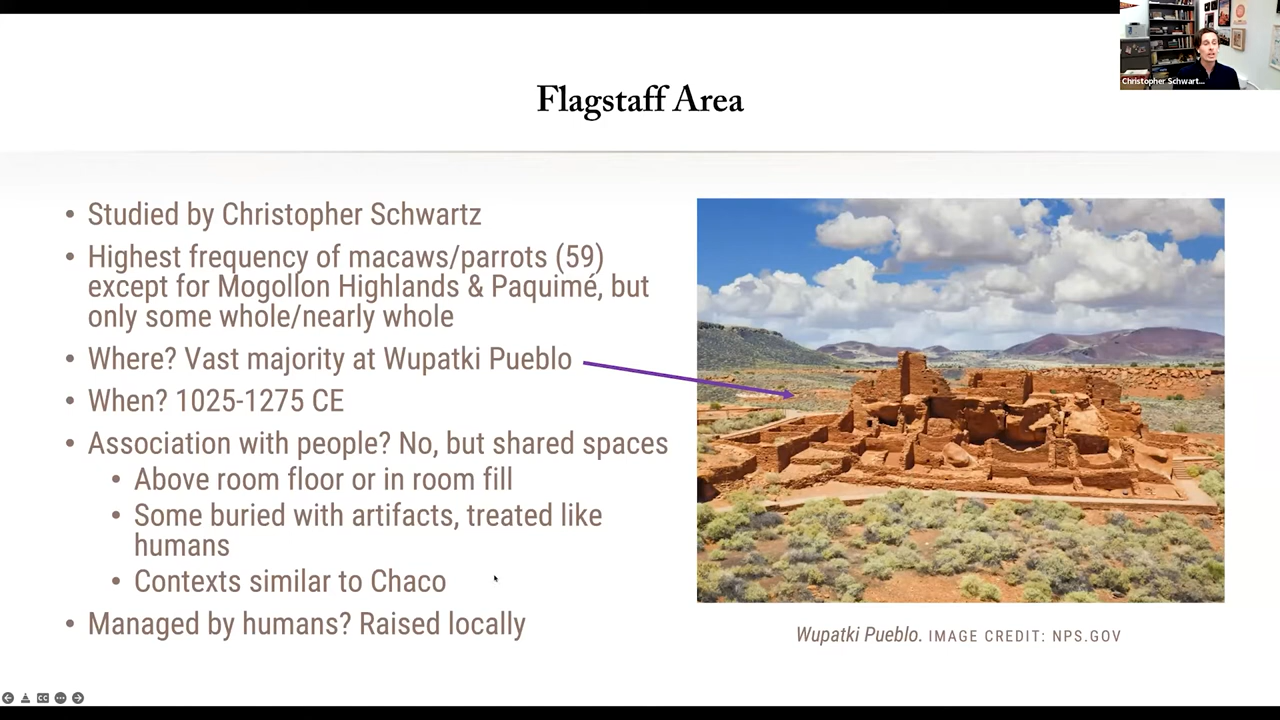 Christopher Schwart...
Flagstaff Area
• Studied by Christopher Schwartz
• Highest frequency of macaws/parrots (59)
except for Mogollon Highlands & Paquimé, but
only some whole/nearly whole
• Where? Vast majority at Wupatki Pueblo
• When? 1025-1275 CE
• Association with people? No, but shared spaces
• Above room floor or in room fill
• Some buried with artifacts, treated like
humans
• Contexts similar to Chaco
• Managed by humans? Raised locally
Wupatki Pueblo. IMAGE CREDIT: NPS.GOV
CC